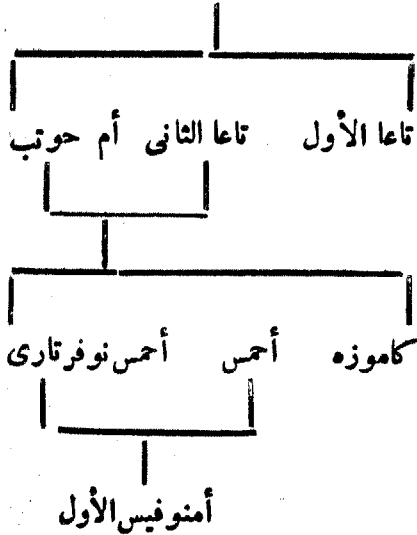 تاعا الأول    تاعا الثانى    أم حوتب
كاموزه    أحمس    أحمس نوفرتارى
أمنوفيس الأول